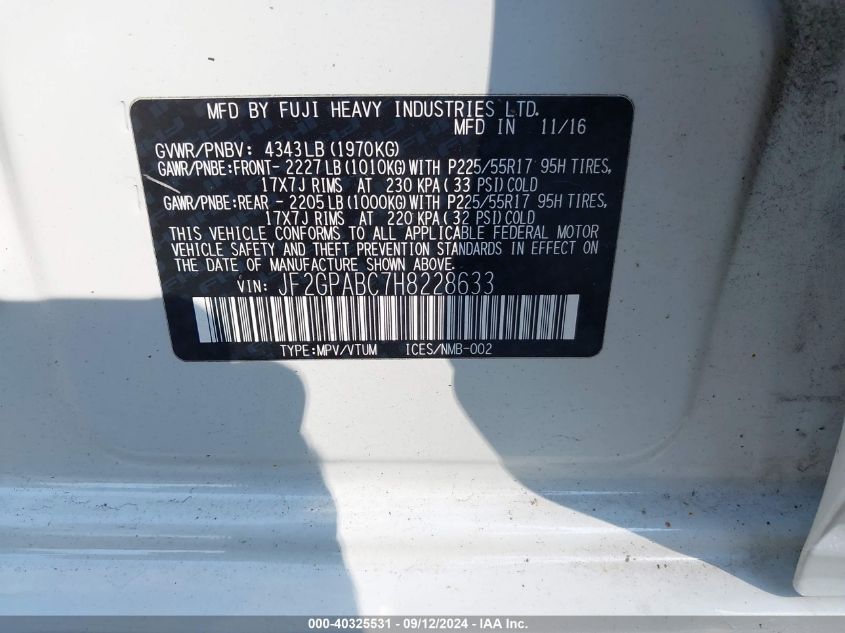 MFD BY FUJI HEAVY INDUSTRIES LTD.
MFD IN 11/16
GVWR/PNBV: 4343LB (1970KG)
GAWR/PNBE:FRONT- 2227LB(1010KG)WITH P225/55R17 95H TIRES,
17X7J RIMS AT 230 KPA(33 PSI)COLD
GAWR/PNBE:REAR - 2205LB(1000KG)WITH P225/55R17 95H TIRES,
17X7J RIMS AT 220 KPA(32 PSI)COLD
THIS VEHICLE CONFORMS TO ALL APPLICABLE FEDERAL MOTOR
VEHICLE SAFETY AND THEFT PREVENTION STANDARDS IN EFFECT ON
THE DATE OF MANUFACTURE SHOWN ABOVE.
VIN: JF2GPABC7H8228633
TYPE:MPV/VTUM ICES/NMB-002
000-40325531 - 09/12/2024 - IAA Inc.